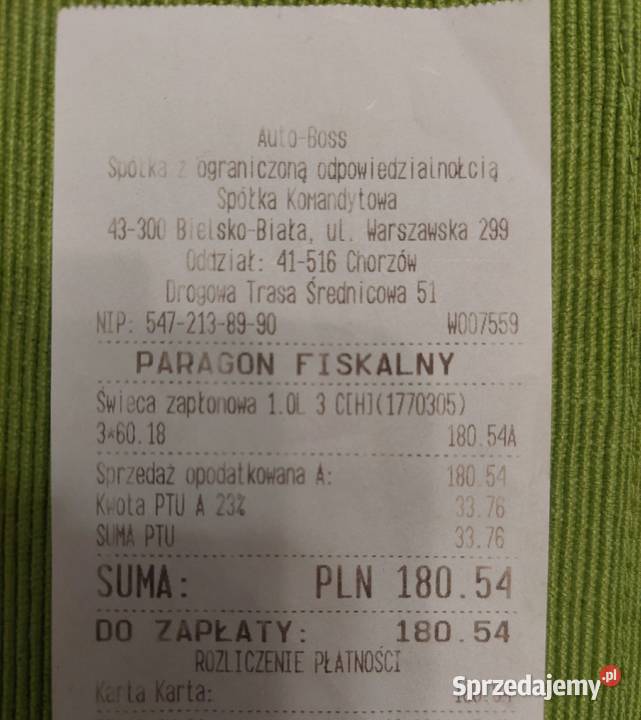 Auto-Boss
Spółka z ograniczoną odpowiedzialnołcią
Spółka Komandytowa
43-300 Bielsko-Biała, ul. Warszawska 299
Oddział: 41-516 Chorzów
Drogowa Trasa Średnicowa 51
NIP: 547-213-89-90 W007559
PARAGON FISKALNY
Świeca zapłonowa 1.0L 3 C[H](1770305)
3*60.18 180.54A
Sprzedaż opodatkowana A: 180.54
Kwota PTU A 23% 33.76
SUMA PTU 33.76
SUMA: PLN 180.54
DO ZAPŁATY: 180.54
ROZLICZENIE PŁATNOŚCI
Karta Karta:
Sprzedajemy.pl